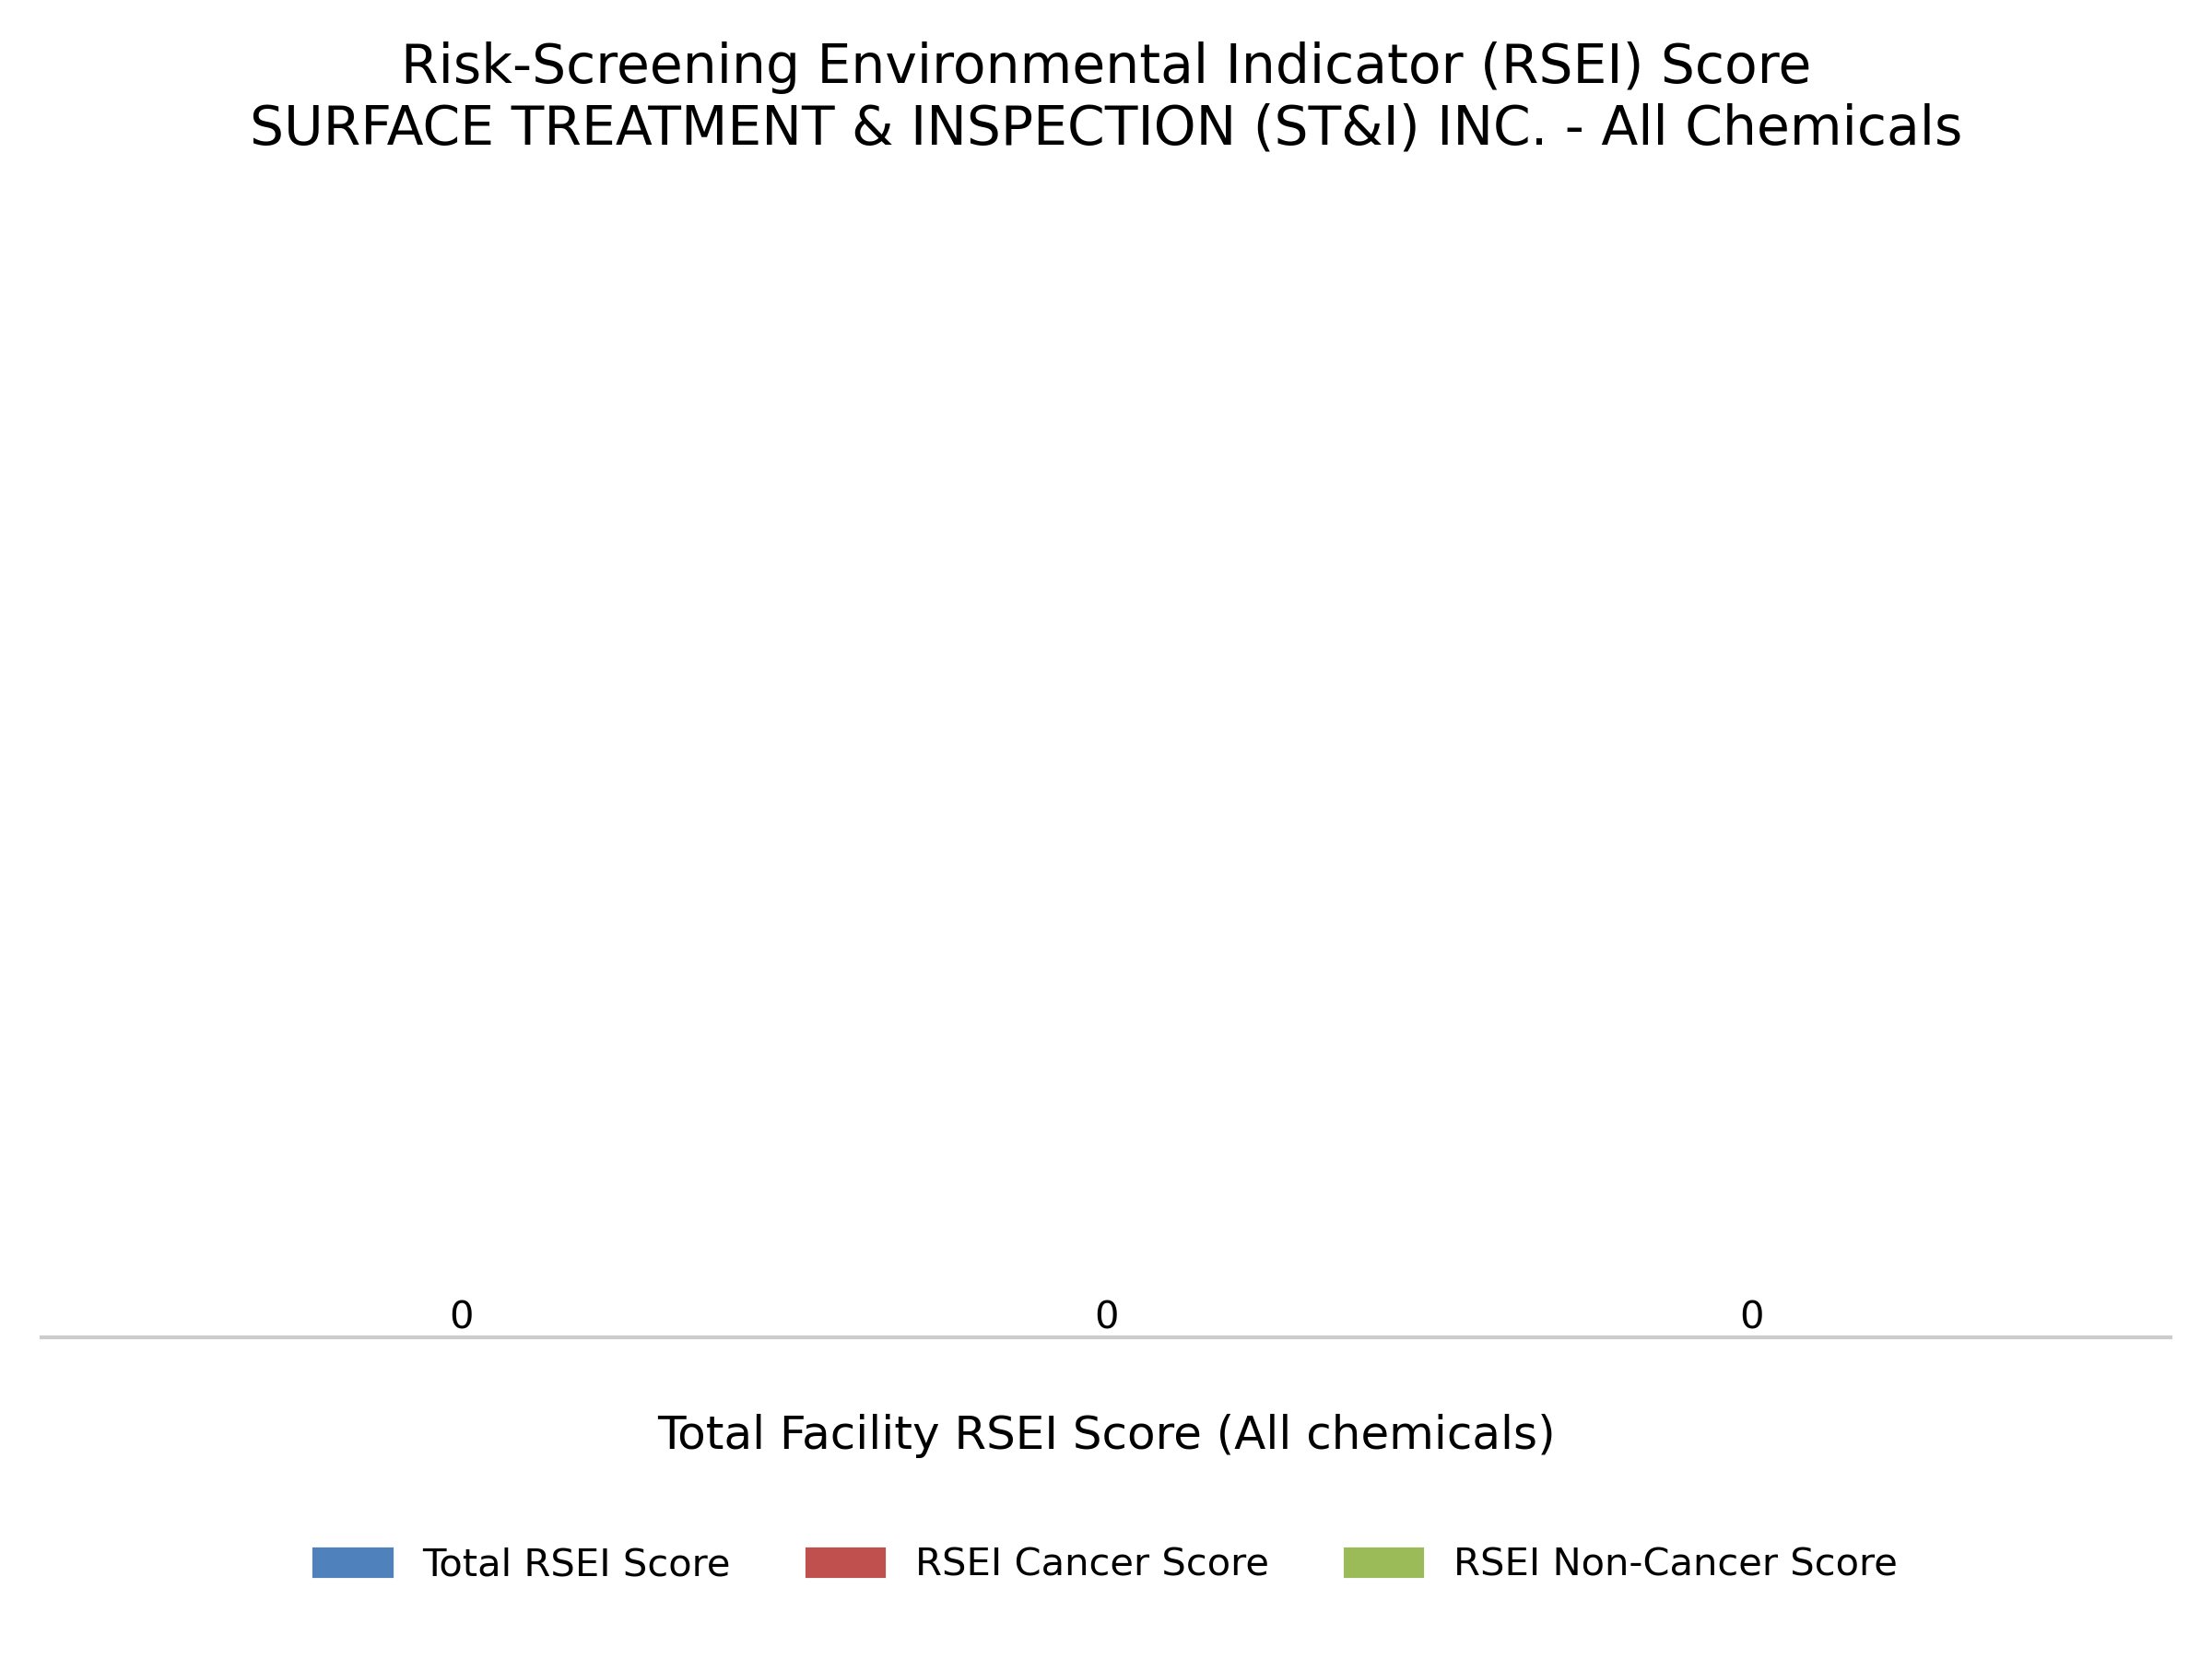 Risk-Screening Environmental Indicator (RSEI) Score
SURFACE TREATMENT & INSPECTION (ST&I) INC. - All Chemicals
0 0 0
Total Facility RSEI Score (All chemicals)
Total RSEI Score RSEI Cancer Score RSEI Non-Cancer Score